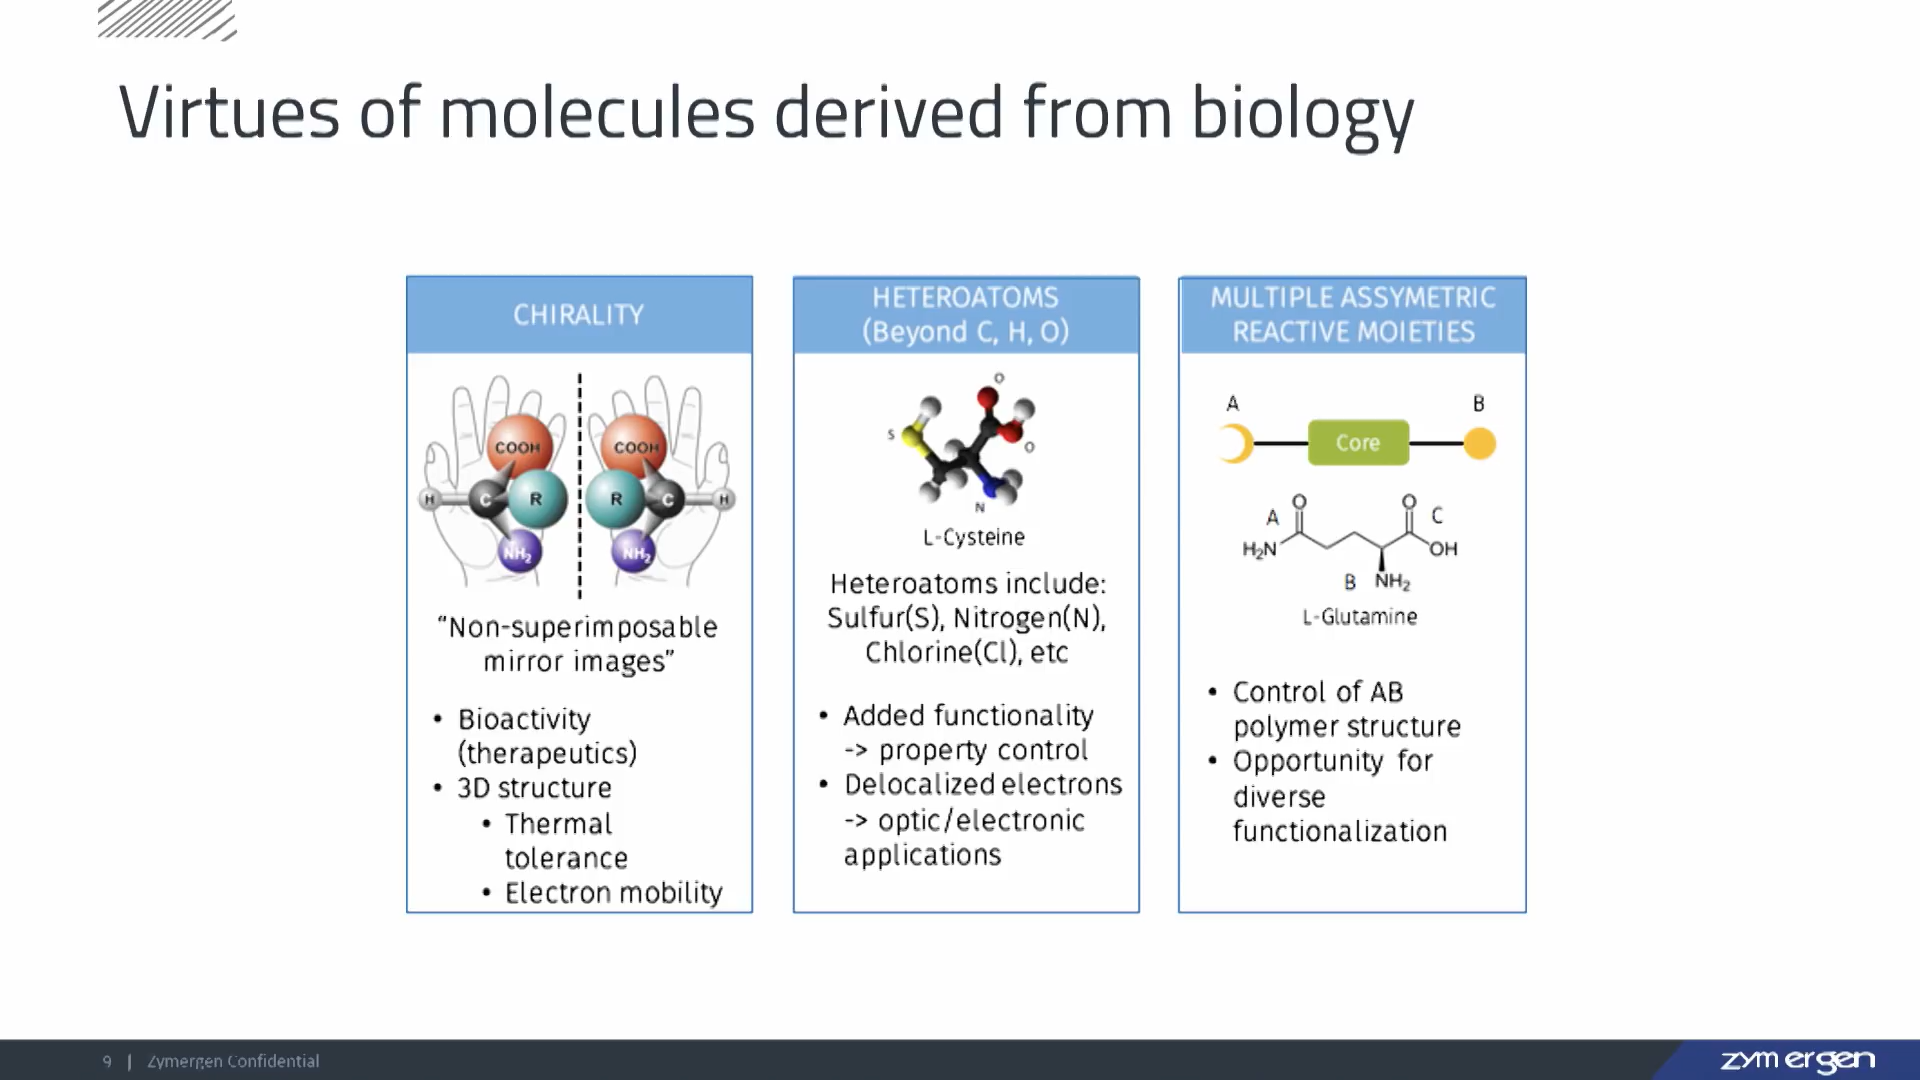 Virtues of molecules derived from biology
CHIRALITY
COOH
COOH
H
C
R
R
C
H
NH₂
NH₂
“Non-superimposable
mirror images”
• Bioactivity
(therapeutics)
• 3D structure
• Thermal
tolerance
• Electron mobility
HETEROATOMS
(Beyond C, H, O)
O
S
O
N
L-Cysteine
Heteroatoms include:
Sulfur(S), Nitrogen(N),
Chlorine(Cl), etc
• Added functionality
-> property control
• Delocalized electrons
-> optic/electronic
applications
MULTIPLE ASSYMETRIC
REACTIVE MOIETIES
A
B
Core
O
O
A
C
H₂N
OH
B
NH₂
L-Glutamine
• Control of AB
polymer structure
• Opportunity for
diverse
functionalization
9 | Zymergen Confidential
zymergen